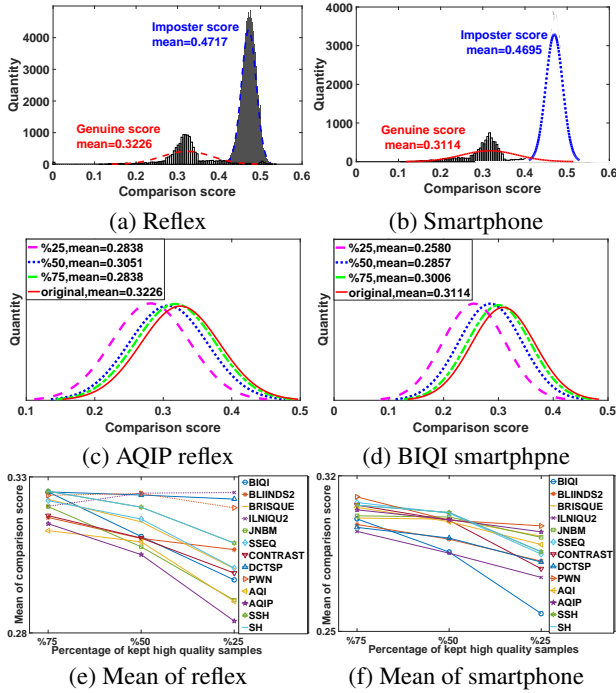 4000
3000
2000
1000
0
Quantity
Imposter score
mean=0.4717
Genuine score
mean=0.3226
0 0.1 0.2 0.3 0.4 0.5 0.6
Comparison score
(a) Reflex
4000
3000
2000
1000
0
Quantity
Imposter score
mean=0.4695
Genuine score
mean=0.3114
0 0.1 0.2 0.3 0.4 0.5 0.6
Comparison score
(b) Smartphone
%25,mean=0.2838
%50,mean=0.3051
%75,mean=0.2838
original,mean=0.3226
Quantity
0.1 0.2 0.3 0.4 0.5
Comparison score
(c) AQIP reflex
%25,mean=0.2580
%50,mean=0.2857
%75,mean=0.3006
original,mean=0.3114
Quantity
0.1 0.2 0.3 0.4 0.5
Comparison score
(d) BIQI smartphpne
0.33
0.28
Mean of comparison score
%75 %50 %25
Percentage of kept high quality samples
BIQI
BLIINDS2
BRISQUE
ILNIQU2
JNBM
SSEQ
CONTRAST
DCTSP
PWN
AQI
AQIP
SSH
SH
(e) Mean of reflex
0.32
0.25
Mean of comparison score
%75 %50 %25
Percentage of kept high quality samples
BIQI
BLIINDS2
BRISQUE
ILNIQU2
JNBM
SSEQ
CONTRAST
DCTSP
PWN
AQI
AQIP
SSH
SH
(f) Mean of smartphone